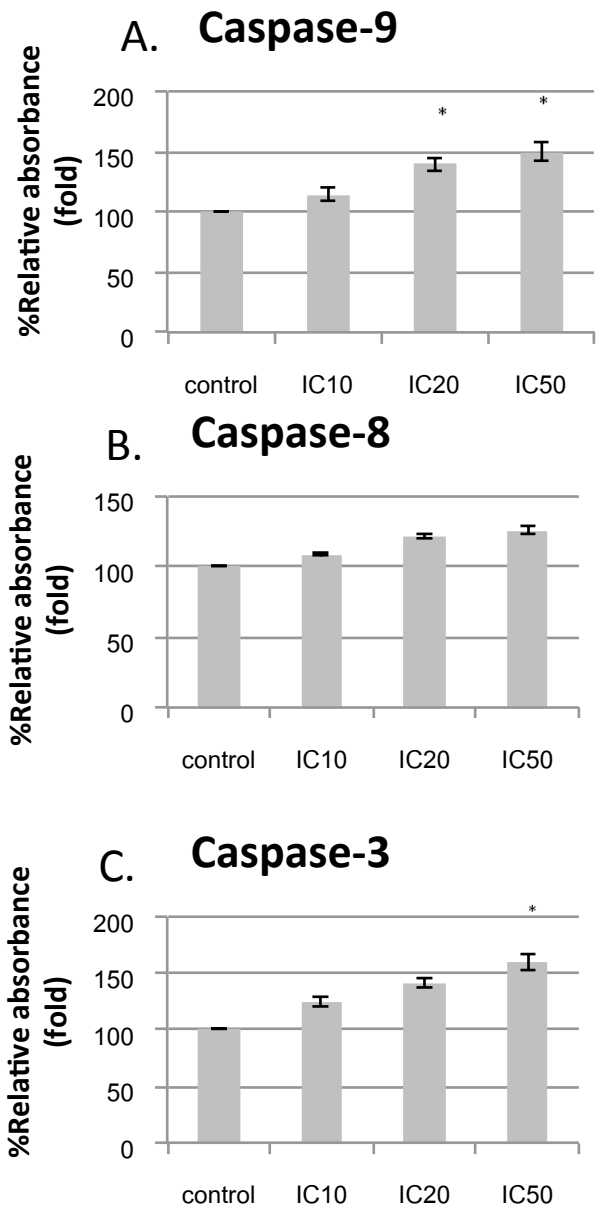 A. Caspase-9
%Relative absorbance
(fold)
200
150
100
50
0
* *
control IC10 IC20 IC50
B. Caspase-8
%Relative absorbance
(fold)
150
100
50
0
control IC10 IC20 IC50
C. Caspase-3
%Relative absorbance
(fold)
200
150
100
50
0
*
control IC10 IC20 IC50